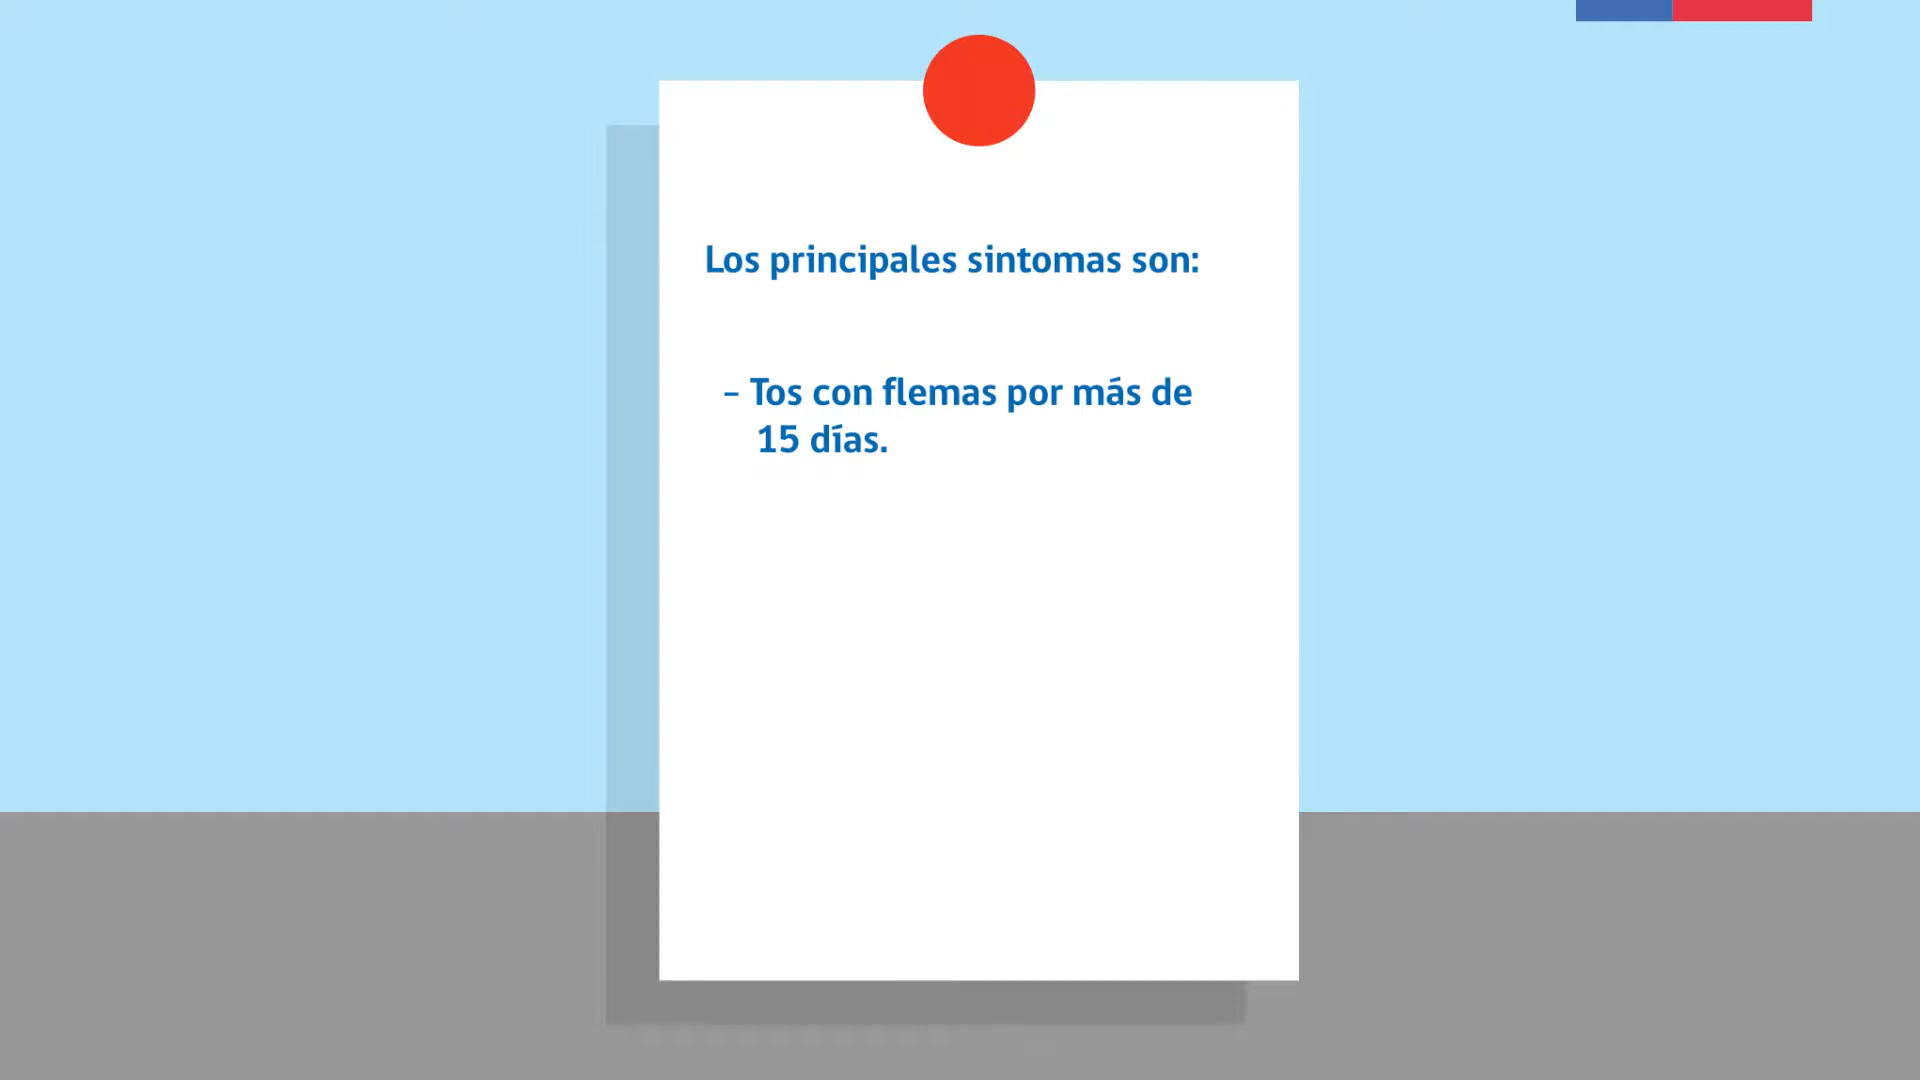 Los principales sintomas son:
– Tos con flemas por más de
15 días.